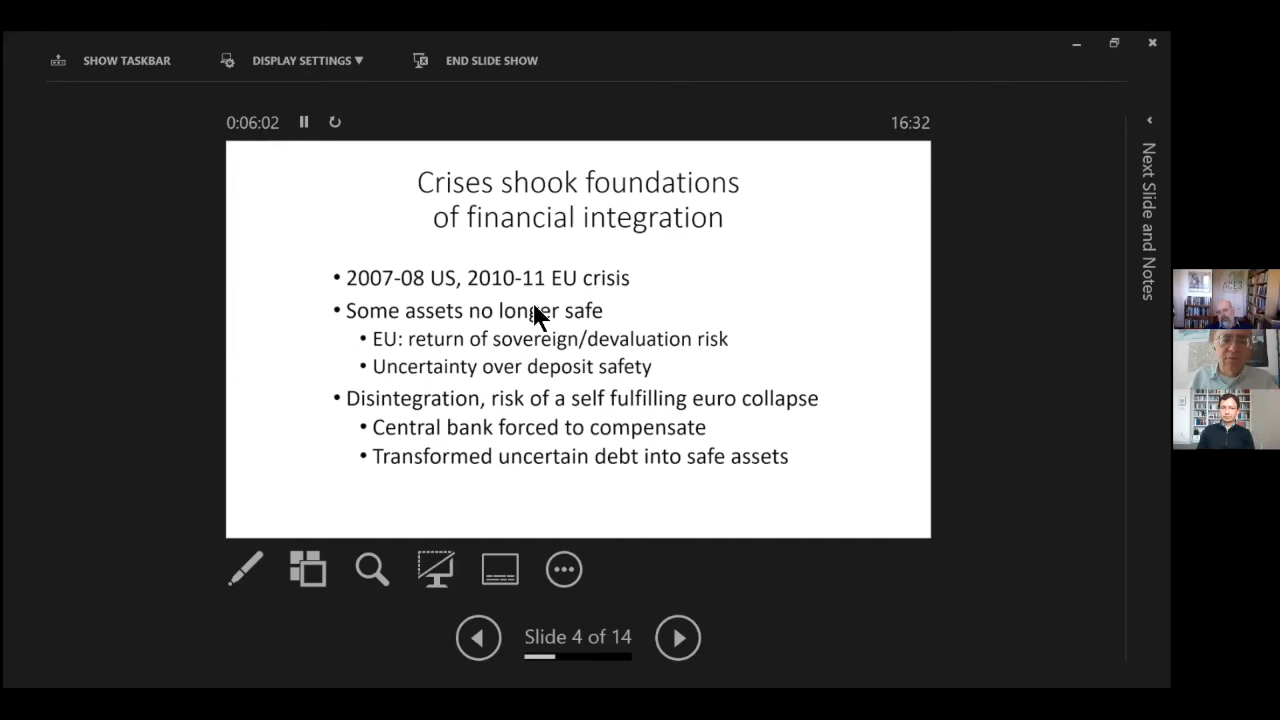 SHOW TASKBAR
DISPLAY SETTINGS ▼
END SLIDE SHOW
0:06:02
16:32
Crises shook foundations
of financial integration
• 2007-08 US, 2010-11 EU crisis
• Some assets no longer safe
• EU: return of sovereign/devaluation risk
• Uncertainty over deposit safety
• Disintegration, risk of a self fulfilling euro collapse
• Central bank forced to compensate
• Transformed uncertain debt into safe assets
Slide 4 of 14
Next Slide and Notes
ACES